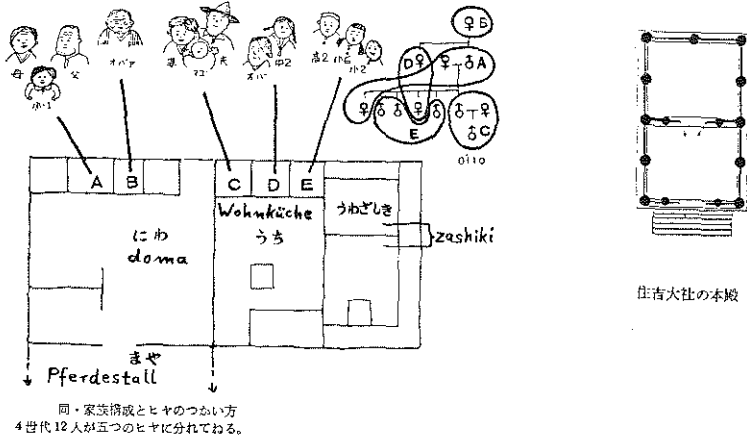 ♀B
母
父
オバア
小1
妻
マゴ
夫
オバ
中2
高2
小6
小2
D♀
♀
♂A
♀ ♂ ♂ ♀ ♂
♂ ♀
♂C
E
A
B
C
D
E
Wohnküche
うち
うわざしき
zashiki
にわ
doma
まや
Pferdestall
同・家族構成とヒヤのつかい方
4世代12人が五つのヒヤに分れてねる。
住吉大社の本殿